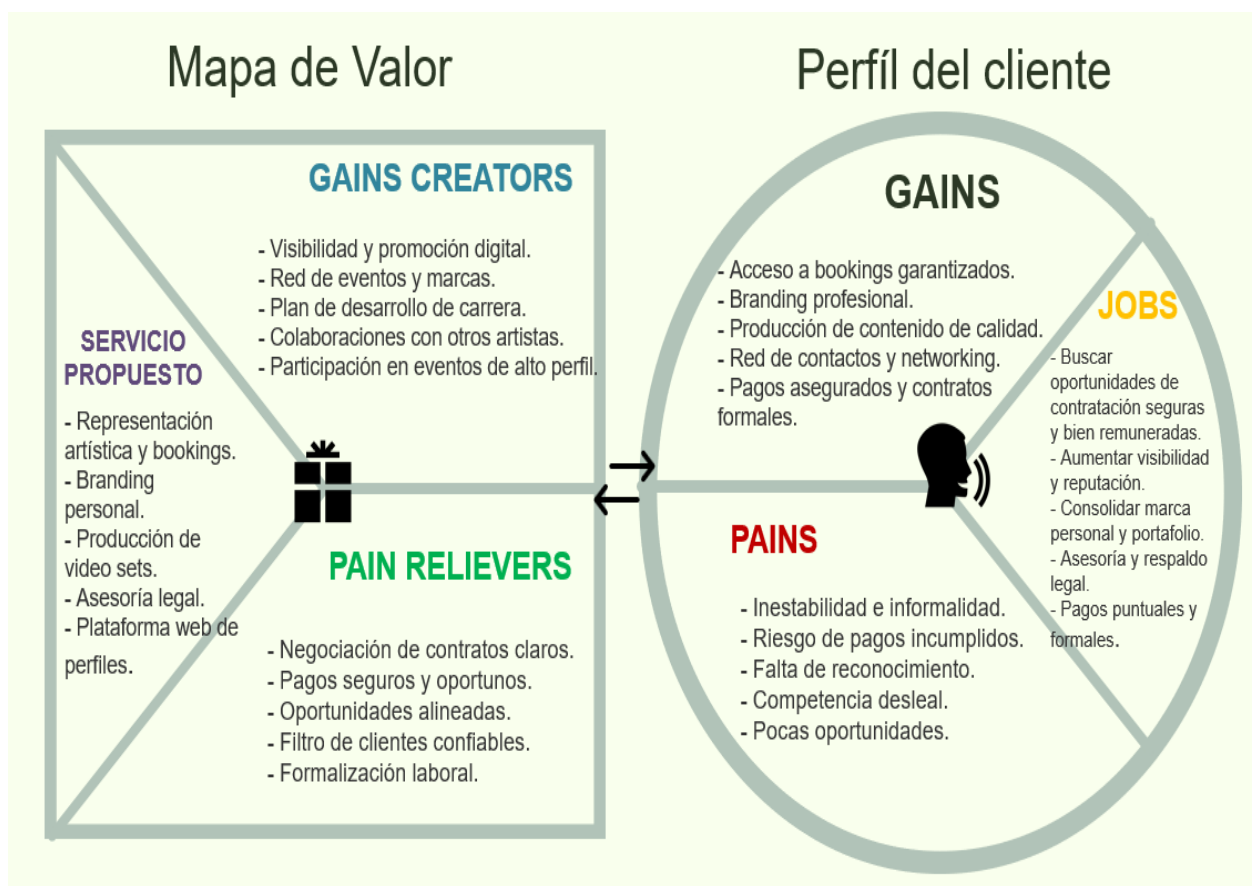 Mapa de Valor
GAINS CREATORS
- Visibilidad y promoción digital.
- Red de eventos y marcas.
- Plan de desarrollo de carrera.
- Colaboraciones con otros artistas.
- Participación en eventos de alto perfil.
SERVICIO
PROPUESTO
- Representación
artística y bookings.
- Branding
personal.
- Producción de
video sets.
- Asesoría legal.
- Plataforma web de
perfiles.
PAIN RELIEVERS
- Negociación de contratos claros.
- Pagos seguros y oportunos.
- Oportunidades alineadas.
- Filtro de clientes confiables.
- Formalización laboral.
Perfíl del cliente
GAINS
- Acceso a bookings garantizados.
- Branding profesional.
- Producción de contenido de calidad.
- Red de contactos y networking.
- Pagos asegurados y contratos
formales.
JOBS
- Buscar
oportunidades de
contratación seguras
y bien remuneradas.
- Aumentar visibilidad
y reputación.
- Consolidar marca
personal y portafolio.
- Asesoría y respaldo
legal.
- Pagos puntuales y
formales.
PAINS
- Inestabilidad e informalidad.
- Riesgo de pagos incumplidos.
- Falta de reconocimiento.
- Competencia desleal.
- Pocas oportunidades.